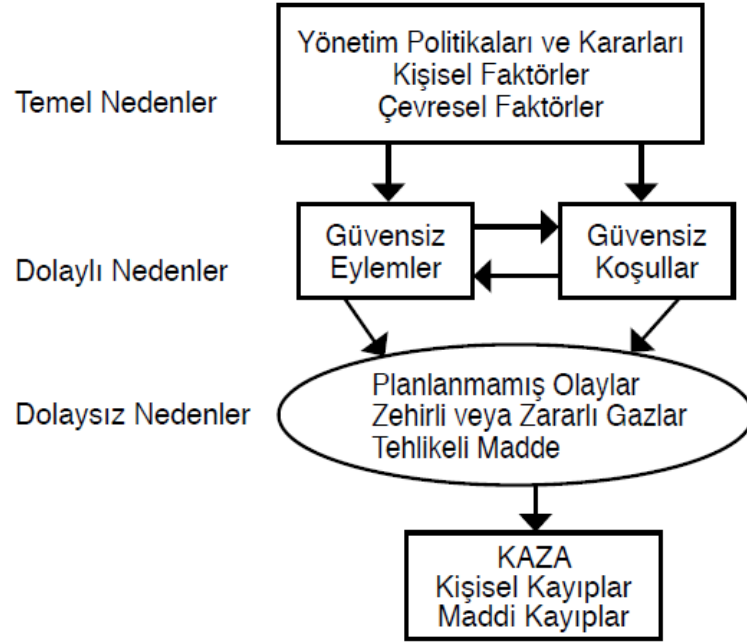 Yönetim Politikaları ve Kararları
Kişisel Faktörler
Çevresel Faktörler
Temel Nedenler
Güvensiz
Eylemler
Güvensiz
Koşullar
Dolaylı Nedenler
Planlanmamış Olaylar
Zehirli veya Zararlı Gazlar
Tehlikeli Madde
Dolaysız Nedenler
KAZA
Kişisel Kayıplar
Maddi Kayıplar